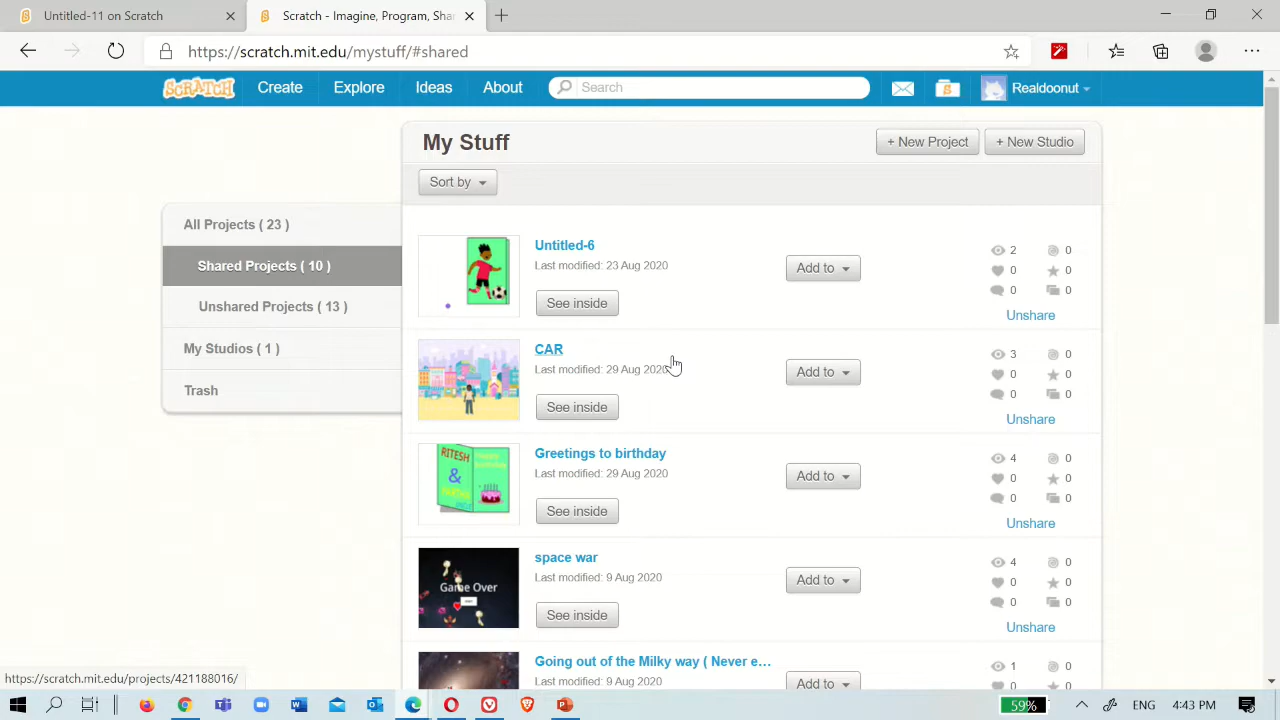 Untitled-11 on Scratch
Scratch - Imagine, Program, Shar
https://scratch.mit.edu/mystuff/#shared
SCRATCH
Create
Explore
Ideas
About
Search
Realdoonut
My Stuff
+ New Project
+ New Studio
Sort by
All Projects ( 23 )
Shared Projects ( 10 )
Unshared Projects ( 13 )
My Studios ( 1 )
Trash
Untitled-6
Last modified: 23 Aug 2020
See inside
Add to
2 0
0 0
0 0
Unshare
CAR
Last modified: 29 Aug 2020
See inside
Add to
3 0
0 0
0 0
Unshare
RITESH
&
Greetings to birthday
Last modified: 29 Aug 2020
See inside
Add to
4 0
0 0
0 0
Unshare
Game Over
space war
Last modified: 9 Aug 2020
See inside
Add to
4 0
0 0
0 0
Unshare
Going out of the Milky way ( Never e...
Last modified: 9 Aug 2020
Add to
1 0
0 0
https://scratch.mit.edu/projects/421188016/
59%
ENG
4:43 PM